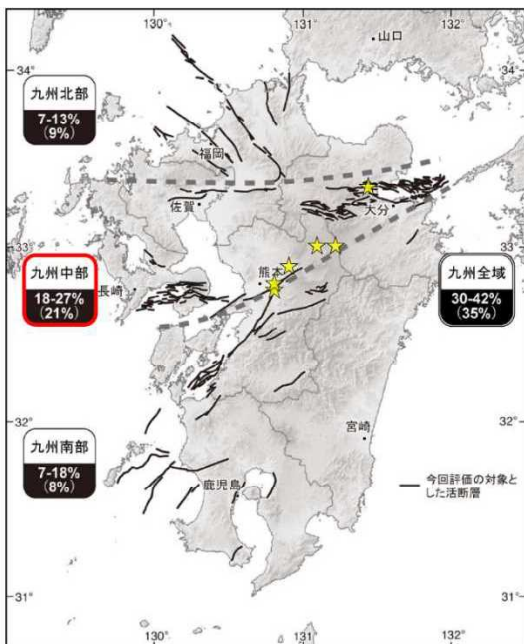 130°
131°
132°
山口
34°
34°
九州北部
7-13%
(9%)
福岡
佐賀
大分
33°
33°
九州中部
18-27%
(21%)
長崎
熊本
九州全域
30-42%
(35%)
32°
32°
宮崎
九州南部
7-18%
(8%)
鹿児島
今回評価の対象と
した活断層
31°
31°
130°
131°
132°